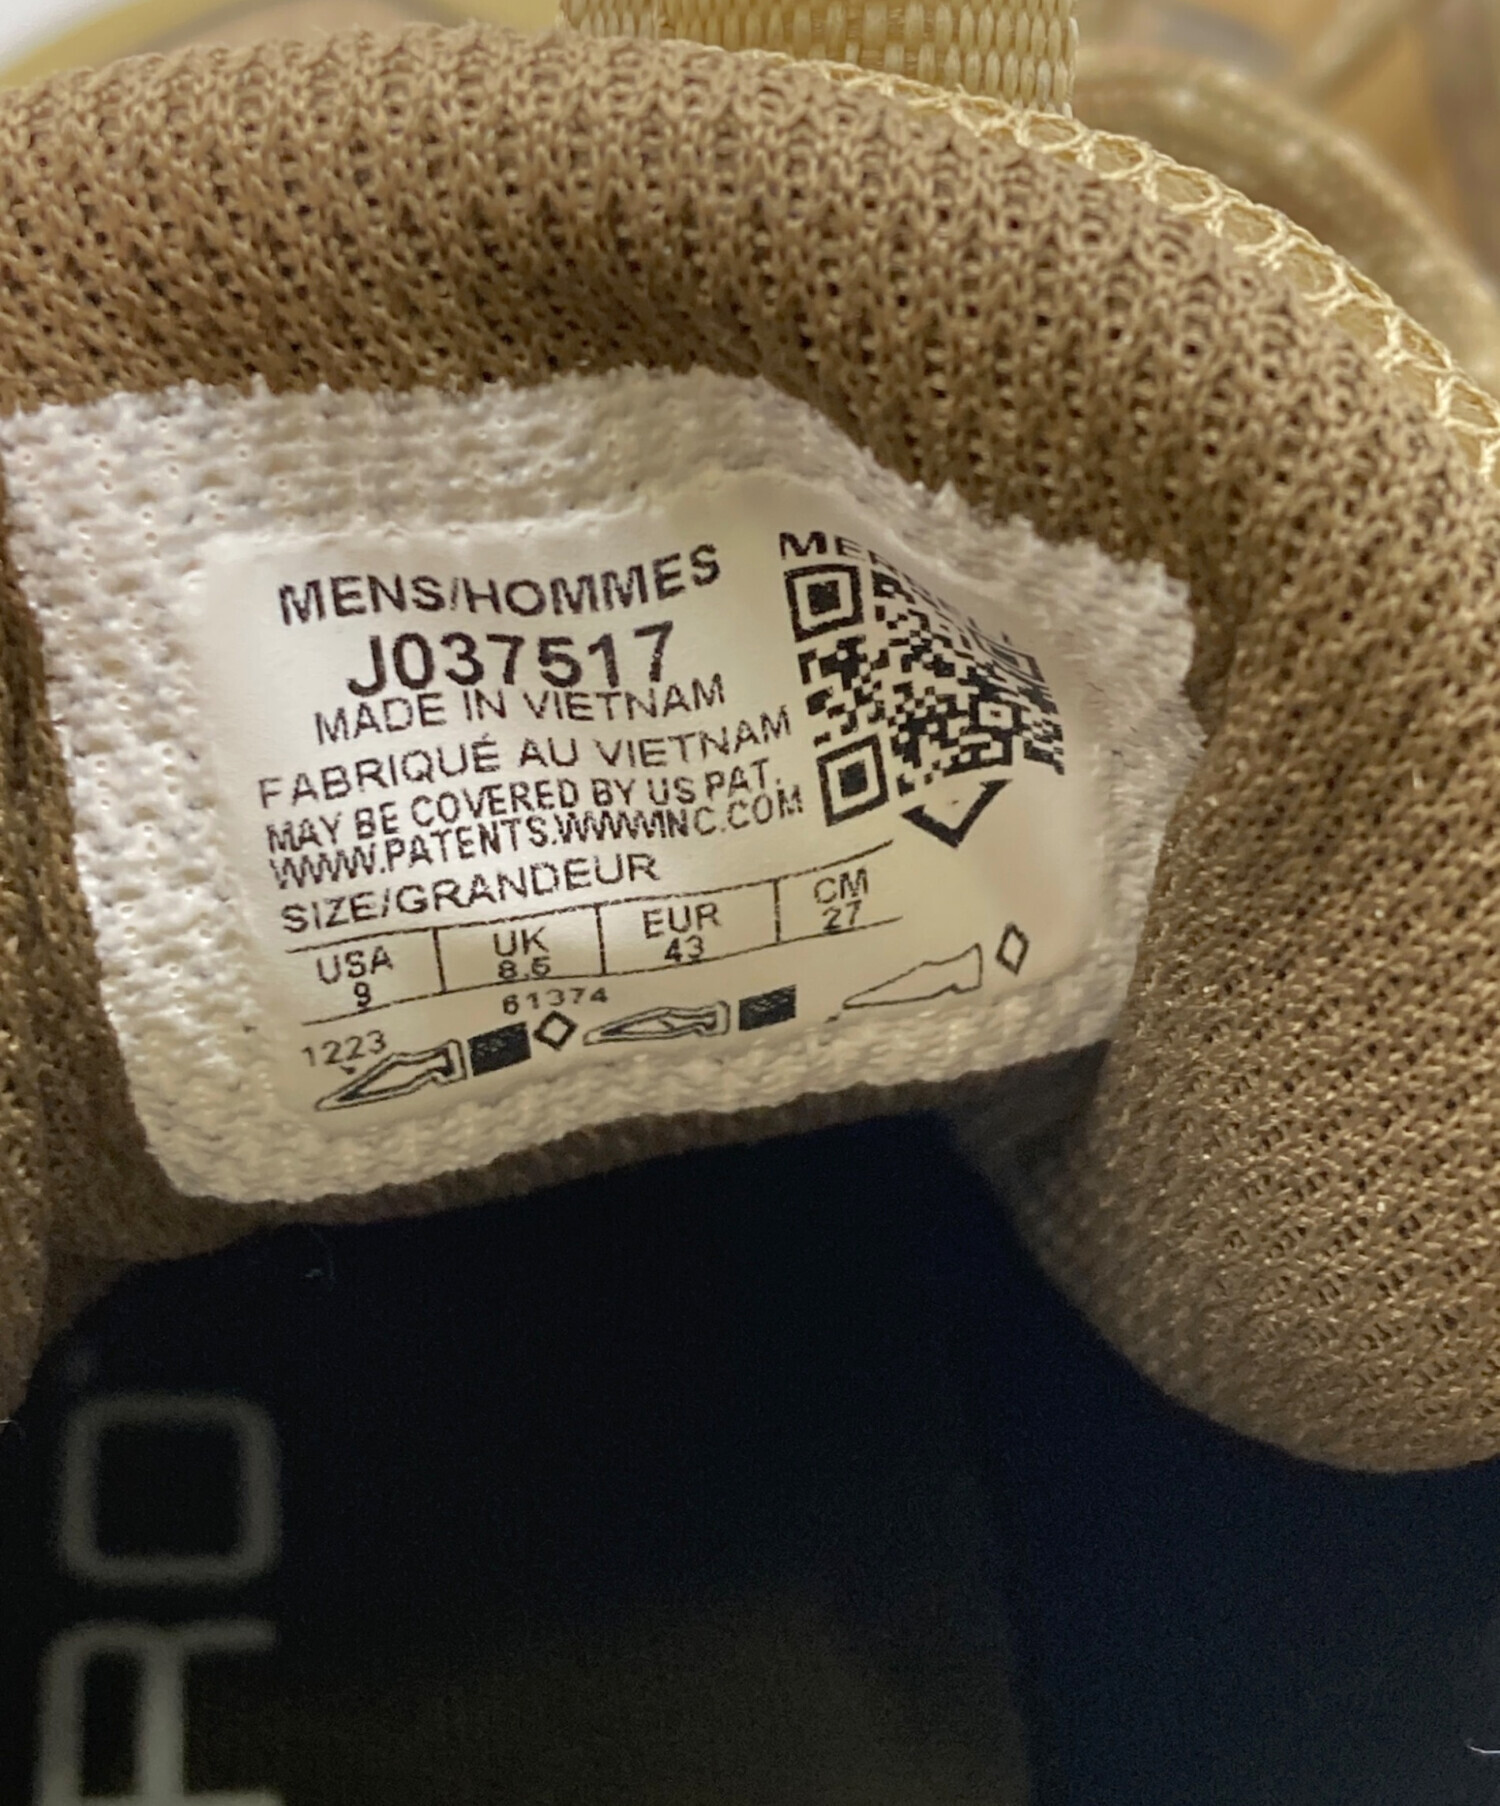 MENS/HOMMES
J037517
MADE IN VIETNAM
FABRIQUÉ AU VIETNAM
MAY BE COVERED BY US PAT.
WWW.PATENTS.WWWINC.COM
SIZE/GRANDEUR
USA UK EUR CM
9 8.5 43 27
61374
1223